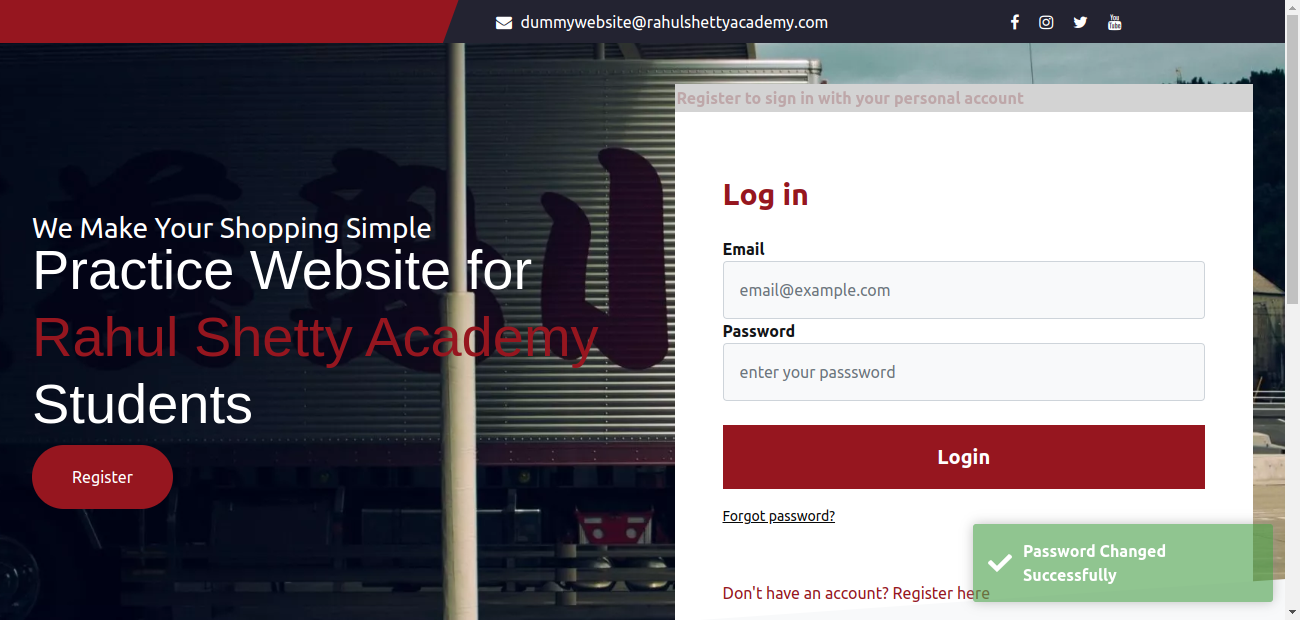 dummywebsite@rahulshettyacademy.com
Register to sign in with your personal account
We Make Your Shopping Simple
Practice Website for
Rahul Shetty Academy
Students
Register
Log in
Email
email@example.com
Password
enter your passsword
Login
Forgot password?
Don't have an account? Register here
Password Changed
Successfully